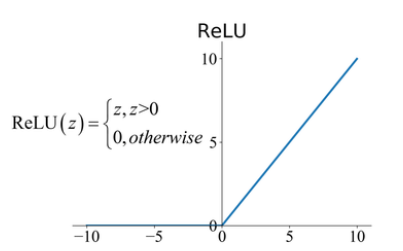 ReLU
10
ReLU(z)={z, z>0
0, otherwise
5
0
−10 −5 0 5 10